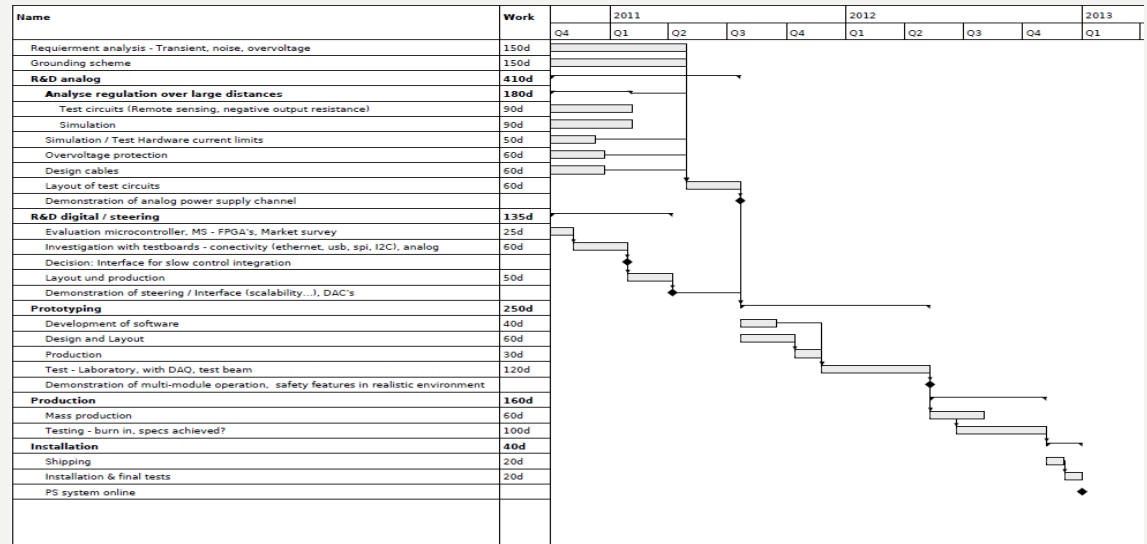 Name Work 2011 2012 2013
Q4 Q1 Q2 Q3 Q4 Q1 Q2 Q3 Q4 Q1
Requierment analysis - Transient, noise, overvoltage 150d
Grounding scheme 150d
R&D analog 410d
Analyse regulation over large distances 180d
Test circuits (Remote sensing, negative output resistance) 90d
Simulation 90d
Simulation / Test Hardware current limits 50d
Overvoltage protection 60d
Design cables 60d
Layout of test circuits 60d
Demonstration of analog power supply channel
R&D digital / steering 135d
Evaluation microcontroller, MS - FPGA's, Market survey 25d
Investigation with testboards - conectivity (ethernet, usb, spi, I2C), analog 60d
Decision: Interface for slow control integration
Layout und production 50d
Demonstration of steering / Interface (scalability...), DAC's
Prototyping 250d
Development of software 40d
Design and Layout 60d
Production 30d
Test - Laboratory, with DAQ, test beam 120d
Demonstration of multi-module operation, safety features in realistic environment
Production 160d
Mass production 60d
Testing - burn in, specs achieved? 100d
Installation 40d
Shipping 20d
Installation & final tests 20d
PS system online